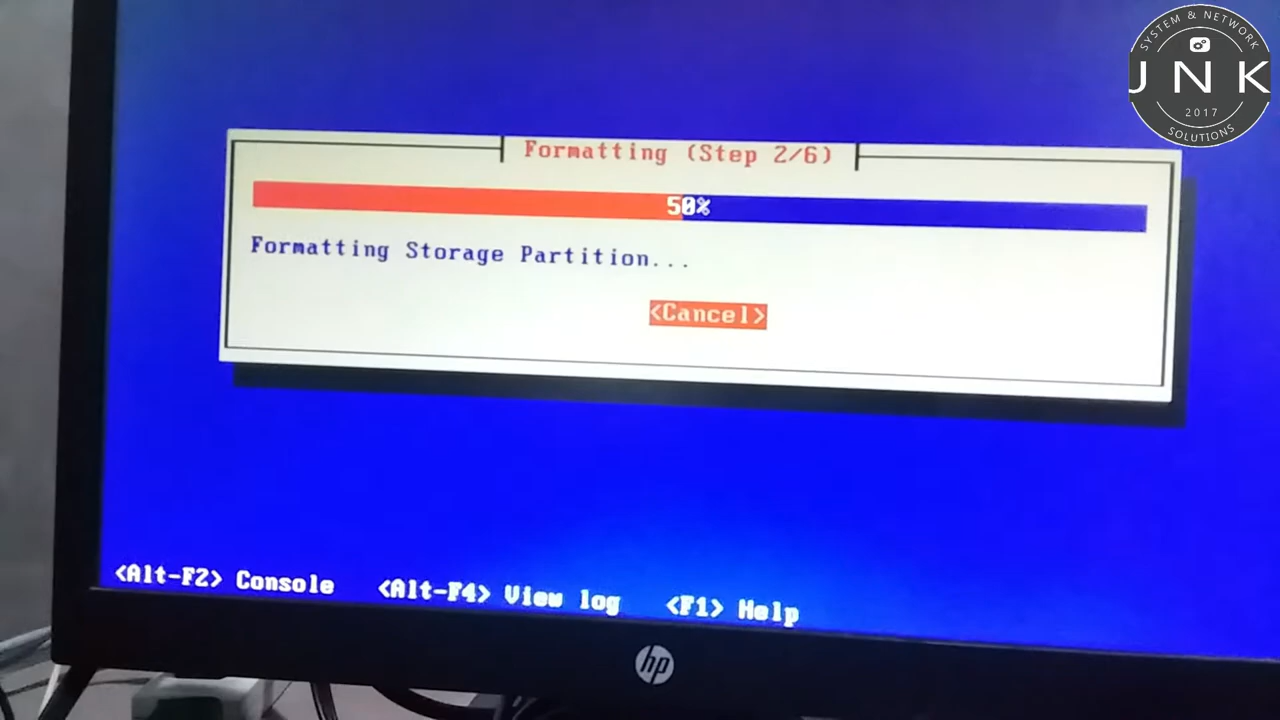 SYSTEM & NETWORK
JNK
2017
SOLUTIONS
Formatting (Step 2/6)
50%
Formatting Storage Partition...
<Cancel>
<Alt-F2> Console <Alt-F4> View log <F1> Help
hp